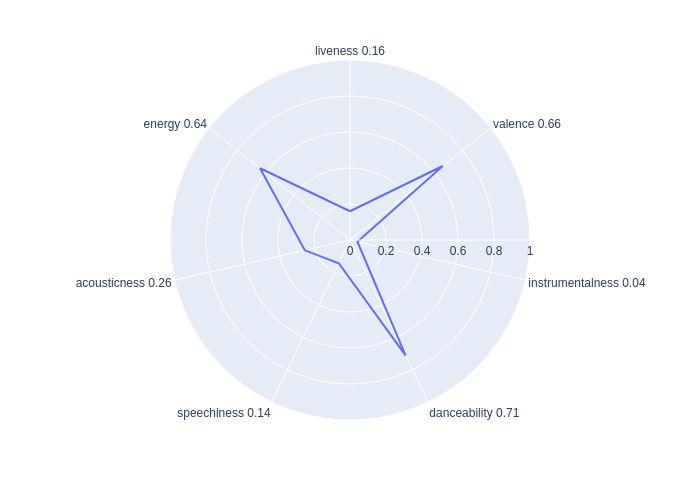 liveness 0.16
energy 0.64
valence 0.66
0 0.2 0.4 0.6 0.8 1
acousticness 0.26
instrumentalness 0.04
speechiness 0.14
danceability 0.71